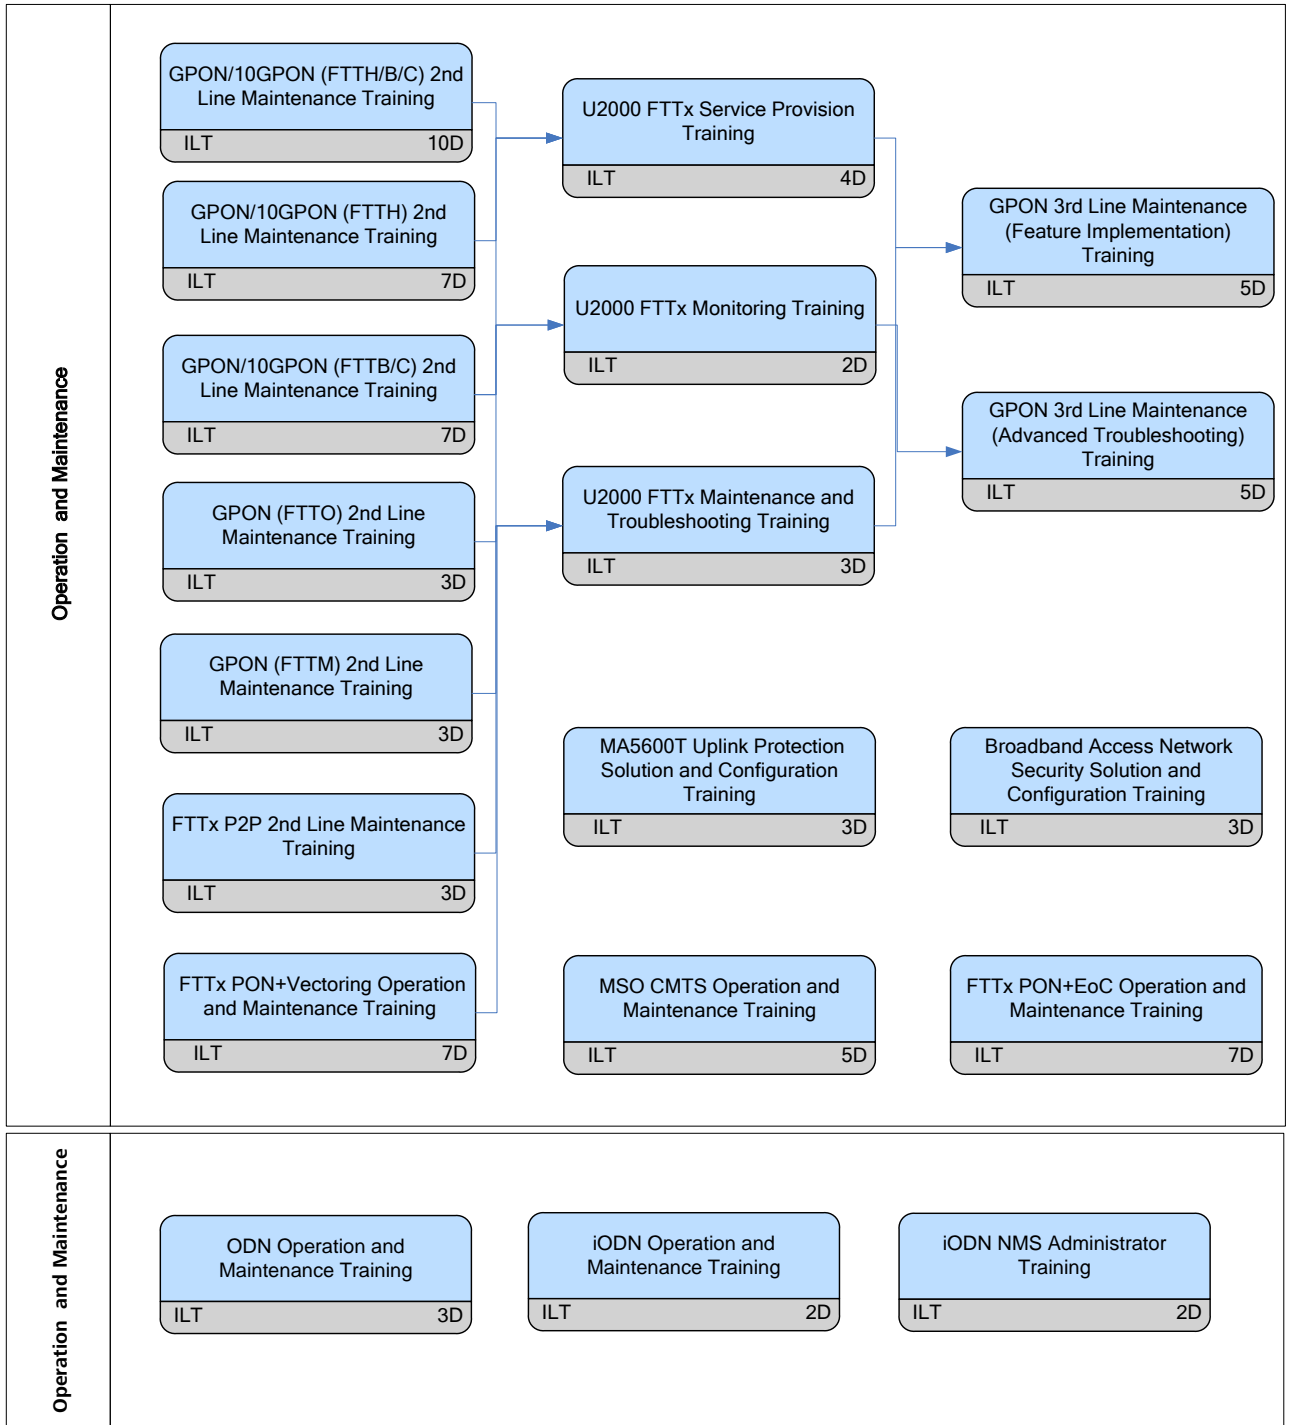 Operation and Maintenance
GPON/10GPON (FTTH/B/C) 2nd
Line Maintenance Training
ILT 10D
GPON/10GPON (FTTH) 2nd
Line Maintenance Training
ILT 7D
GPON/10GPON (FTTB/C) 2nd
Line Maintenance Training
ILT 7D
GPON (FTTO) 2nd Line
Maintenance Training
ILT 3D
GPON (FTTM) 2nd Line
Maintenance Training
ILT 3D
FTTx P2P 2nd Line Maintenance
Training
ILT 3D
FTTx PON+Vectoring Operation
and Maintenance Training
ILT 7D
U2000 FTTx Service Provision
Training
ILT 4D
U2000 FTTx Monitoring Training
ILT 2D
U2000 FTTx Maintenance and
Troubleshooting Training
ILT 3D
GPON 3rd Line Maintenance
(Feature Implementation)
Training
ILT 5D
GPON 3rd Line Maintenance
(Advanced Troubleshooting)
Training
ILT 5D
MA5600T Uplink Protection
Solution and Configuration
Training
ILT 3D
Broadband Access Network
Security Solution and
Configuration Training
ILT 3D
MSO CMTS Operation and
Maintenance Training
ILT 5D
FTTx PON+EoC Operation and
Maintenance Training
ILT 7D
Operation and Maintenance
ODN Operation and
Maintenance Training
ILT 3D
iODN Operation and
Maintenance Training
ILT 2D
iODN NMS Administrator
Training
ILT 2D